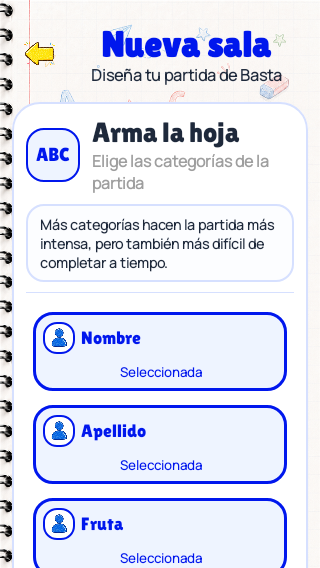 Nueva sala
Diseña tu partida de Basta
ABC
Arma la hoja
Elige las categorías de la
partida
Más categorías hacen la partida más
intensa, pero también más difícil de
completar a tiempo.
Nombre
Seleccionada
Apellido
Seleccionada
Fruta
Seleccionada